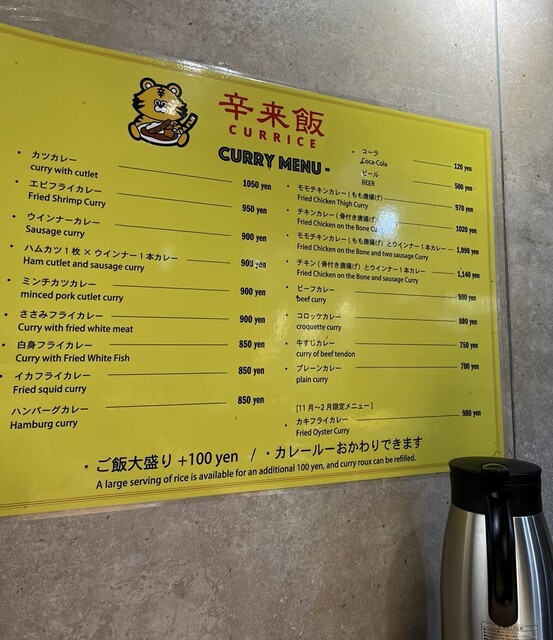 辛来飯
CURRICE
CURRY MENU -
・ カツカレー
curry with cutlet 1050 yen
・ エビフライカレー
Fried Shrimp Curry 950 yen
・ ウインナーカレー
Sausage curry 900 yen
・ ハムカツ1枚×ウインナー1本カレー
Ham cutlet and sausage curry 900 yen
・ ミンチカツカレー
minced pork cutlet curry 900 yen
・ ささみフライカレー
Curry with fried white meat 900 yen
・ 白身フライカレー
Curry with Fried White Fish 850 yen
・ イカフライカレー
Fried squid curry 850 yen
ハンバーグカレー
Hamburg curry 850 yen
・ コーラ
Coca-Cola 120 yen
・ ビール
BEER 500 yen
・ モモチキンカレー(もも唐揚げ)
Fried Chicken Thigh Curry 970 yen
・ チキンカレー(骨付き唐揚げ)
Fried Chicken on the Bone Cu 1020 yen
・ モモチキンカレー(もも唐揚げ)とウインナー1本カレー
Fried Chicken on the Bone and two sausage Curry 1,090 yen
・ チキン(骨付き唐揚げ)とウインナー1本カレー
Fried Chicken on the Bone and sausage Curry 1,140 yen
・ ビーフカレー
beef curry 800 yen
・ コロッケカレー
croquette curry 800 yen
・ 牛すじカレー
curry of beef tendon 750 yen
・ プレーンカレー
plain curry 700 yen
[11月〜2月限定メニュー]
・ カキフライカレー
Fried Oyster Curry 980 yen
・ご飯大盛り +100 yen / ・カレールーおかわりできます
A large serving of rice is available for an additional 100 yen, and curry roux can be refilled.